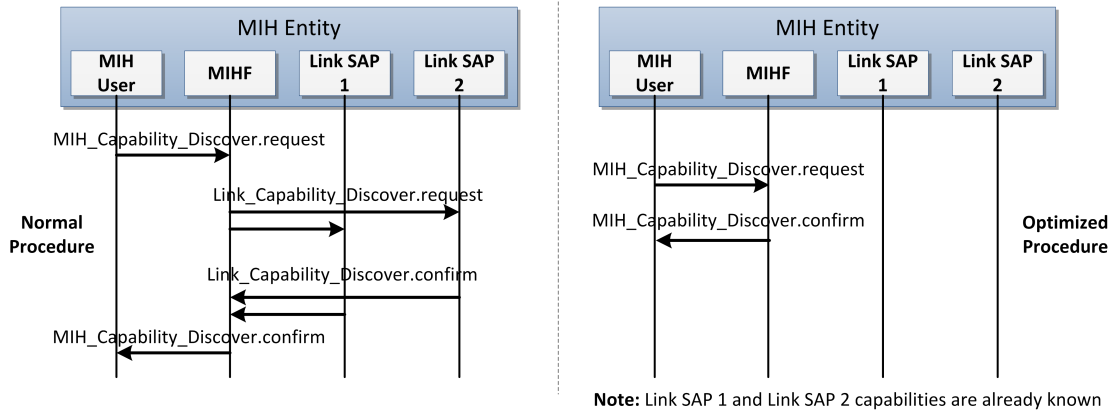 MIH Entity
MIH
User
MIHF
Link SAP
1
Link SAP
2
MIH_Capability_Discover.request
Link_Capability_Discover.request
Normal
Procedure
Link_Capability_Discover.confirm
MIH_Capability_Discover.confirm
MIH Entity
MIH
User
MIHF
Link SAP
1
Link SAP
2
MIH_Capability_Discover.request
MIH_Capability_Discover.confirm
Optimized
Procedure
Note: Link SAP 1 and Link SAP 2 capabilities are already known